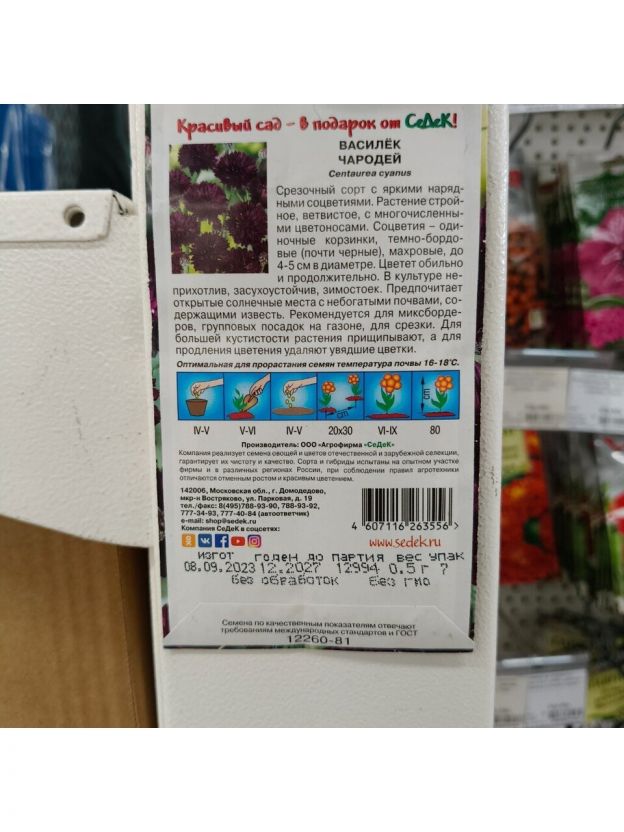 Красивый сад – в подарок от СеДеК!
ВАСИЛЁК
ЧАРОДЕЙ
Centaurea cyanus
Срезочный сорт с яркими наряд-
ными соцветиями. Растение строй-
ное, ветвистое, с многочисленны-
ми цветоносами. Соцветия – оди-
ночные корзинки, темно-бордо-
вые (почти черные), махровые, до
4-5 см в диаметре. Цветет обильно
и продолжительно. В культуре не-
прихотлив, засухоустойчив, зимостоек. Предпочитает
открытые солнечные места с небогатыми почвами, со-
держащими известь. Рекомендуется для миксборде-
ров, групповых посадок на газоне, для срезки. Для
большей кустистости растения прищипывают, а для
продления цветения удаляют увядшие цветки.
Оптимальная для прорастания семян температура почвы 16-18°С.
см
IV-V V-VI IV-V 20х30 VI-IX 80
Производитель: ООО «Агрофирма «СеДеК»
Компания реализует семена овощей и цветов отечественной и зарубежной селекции,
гарантирует их чистоту и качество. Сорта и гибриды испытаны на опытном участке
фирмы и в различных регионах России, при соблюдении правил агротехники
отличаются отменным ростом и красивым цветением.
142006, Московская обл., г. Домодедово,
мкр-н Востряково, ул. Парковая, д. 19
тел./факс: 8(495)788-93-90, 788-93-92,
777-34-93, 777-40-84 (автоответчик)
e-mail: shop@sedek.ru
Компания СеДеК в соцсетях:
4 607116 263556 >
www.sedek.ru
ИЗГОТ ГОДЕН ДО ПАРТИЯ ВЕС УПАК
08.09.2023 12.2027 12994 0.5 г 7
БЕЗ ОБРАБОТОК БЕЗ ГМО
Семена по качественным показателям отвечают
требованиям международных стандартов и ГОСТ
12260-81